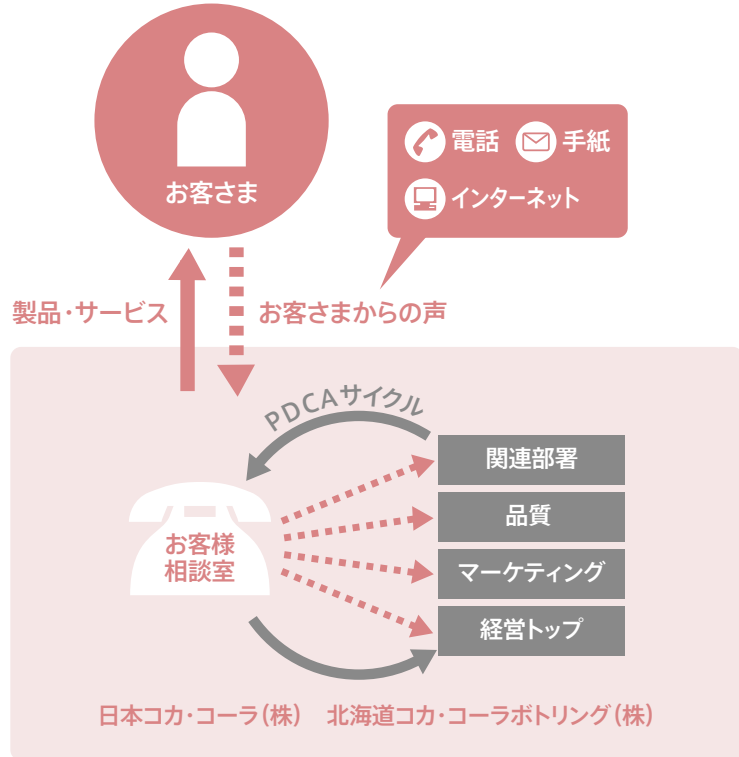 お客さま
電話 手紙
インターネット
製品・サービス
お客さまからの声
PDCAサイクル
関連部署
品質
マーケティング
経営トップ
お客様
相談室
日本コカ・コーラ(株) 北海道コカ・コーラボトリング(株)